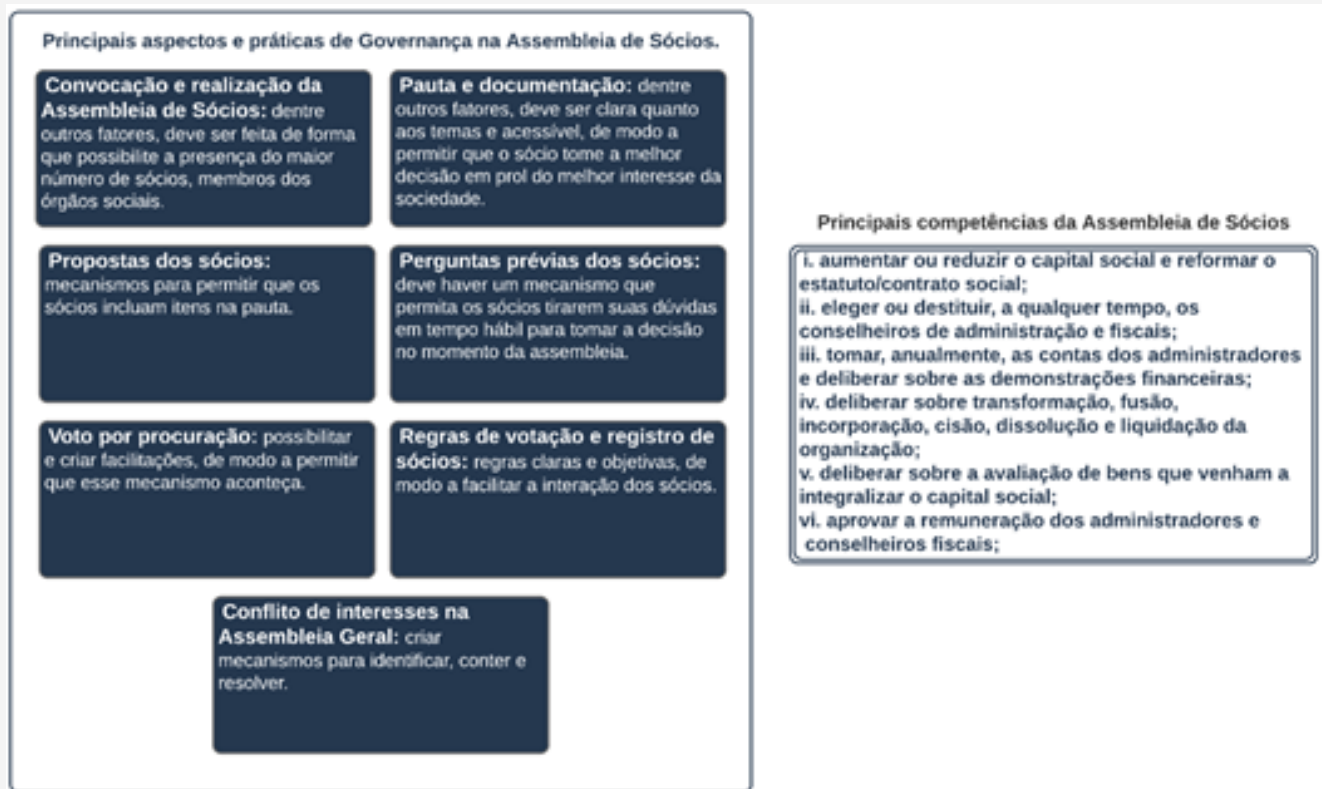 Principais aspectos e práticas de Governança na Assembleia de Sócios.
Convocação e realização da
Assembleia de Sócios: dentre
outros fatores, deve ser feita de forma
que possibilite a presença do maior
número de sócios, membros dos
órgãos sociais.
Pauta e documentação: dentre
outros fatores, deve ser clara quanto
aos temas e acessível, de modo a
permitir que o sócio tome a melhor
decisão em prol do melhor interesse da
sociedade.
Propostas dos sócios:
mecanismos para permitir que os
sócios incluam itens na pauta.
Perguntas prévias dos sócios:
deve haver um mecanismo que
permita os sócios tirarem suas dúvidas
em tempo hábil para tomar a decisão
no momento da assembleia.
Voto por procuração: possibilitar
e criar facilitações, de modo a permitir
que esse mecanismo aconteça.
Regras de votação e registro de
sócios: regras claras e objetivas, de
modo a facilitar a interação dos sócios.
Conflito de interesses na
Assembleia Geral: criar
mecanismos para identificar, conter e
resolver.
Principais competências da Assembleia de Sócios
i. aumentar ou reduzir o capital social e reformar o
estatuto/contrato social;
ii. eleger ou destituir, a qualquer tempo, os
conselheiros de administração e fiscais;
iii. tomar, anualmente, as contas dos administradores
e deliberar sobre as demonstrações financeiras;
iv. deliberar sobre transformação, fusão,
incorporação, cisão, dissolução e liquidação da
organização;
v. deliberar sobre a avaliação de bens que venham a
integralizar o capital social;
vi. aprovar a remuneração dos administradores e
conselheiros fiscais;